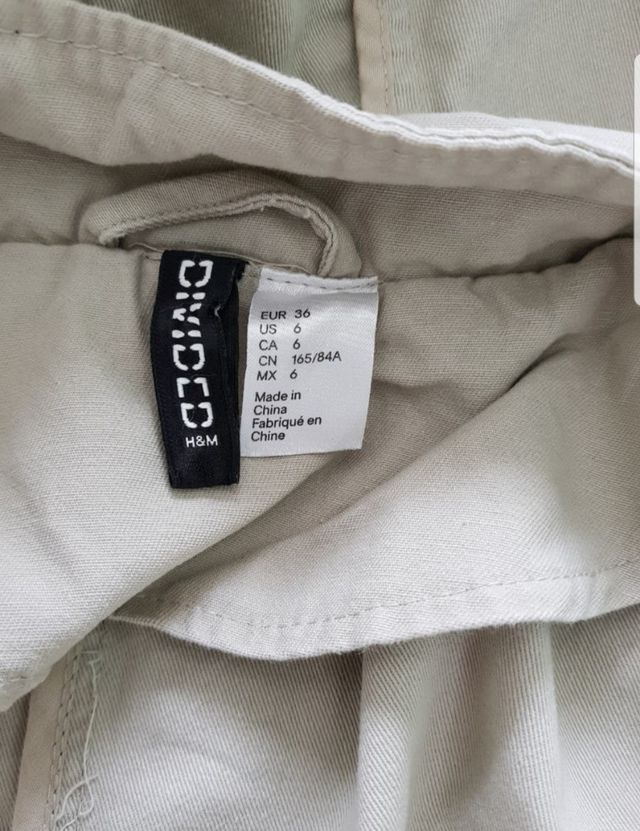 DIVIDED
H&M
EUR 36
US 6
CA 6
CN 165/84A
MX 6
Made in
China
Fabriqué en
Chine